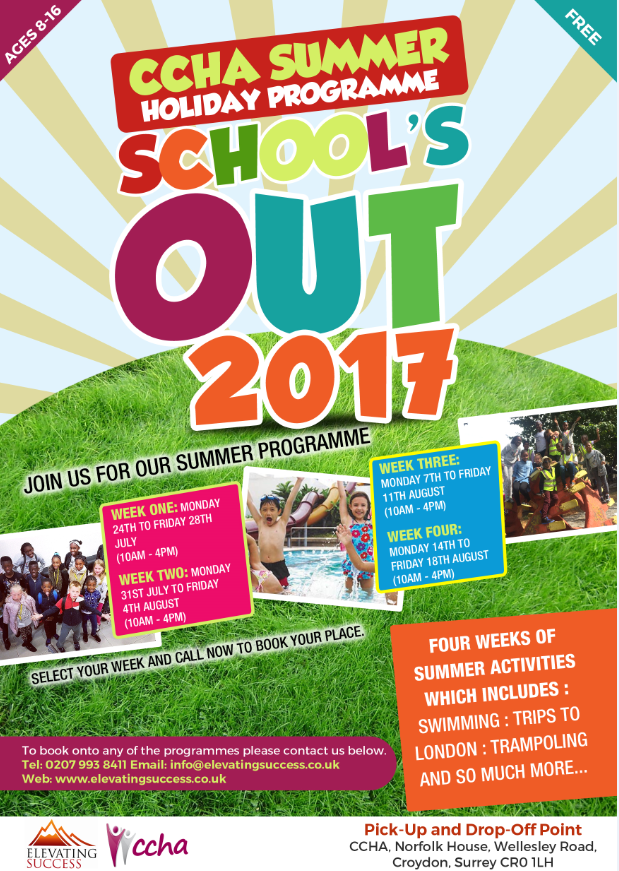 AGES 8-16
FREE
CCHA SUMMER
HOLIDAY PROGRAMME
SCHOOL'S
OUT
2017
JOIN US FOR OUR SUMMER PROGRAMME
WEEK ONE: MONDAY
24TH TO FRIDAY 28TH
JULY
(10AM - 4PM)
WEEK TWO: MONDAY
31ST JULY TO FRIDAY
4TH AUGUST
(10AM - 4PM)
WEEK THREE:
MONDAY 7TH TO FRIDAY
11TH AUGUST
(10AM - 4PM)
WEEK FOUR:
MONDAY 14TH TO
FRIDAY 18TH AUGUST
(10AM - 4PM)
SELECT YOUR WEEK AND CALL NOW TO BOOK YOUR PLACE.
FOUR WEEKS OF
SUMMER ACTIVITIES
WHICH INCLUDES :
SWIMMING : TRIPS TO
LONDON : TRAMPOLING
AND SO MUCH MORE...
To book onto any of the programmes please contact us below.
Tel: 0207 993 8411 Email: info@elevatingsuccess.co.uk
Web: www.elevatingsuccess.co.uk
ELEVATING
SUCCESS
ccha
Pick-Up and Drop-Off Point
CCHA, Norfolk House, Wellesley Road,
Croydon, Surrey CR0 1LH